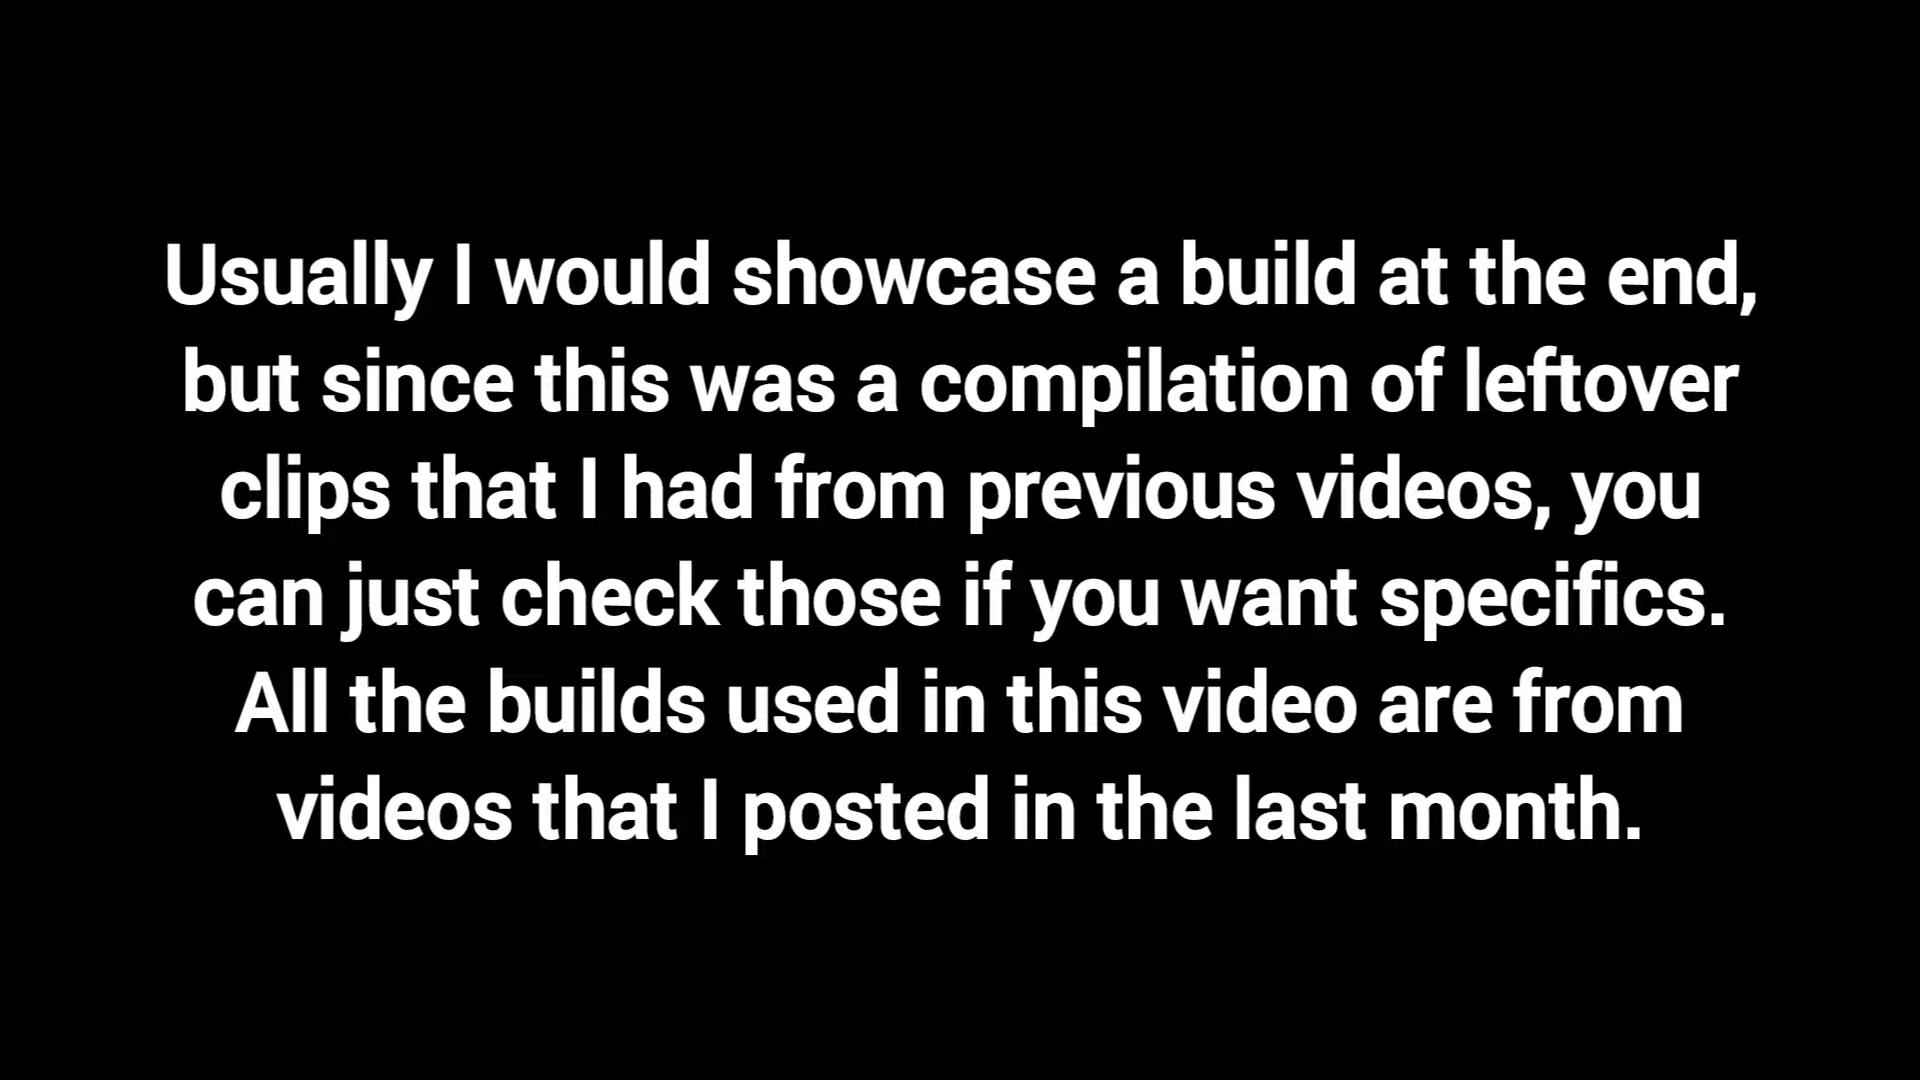 Usually I would showcase a build at the end,
but since this was a compilation of leftover
clips that I had from previous videos, you
can just check those if you want specifics.
All the builds used in this video are from
videos that I posted in the last month.